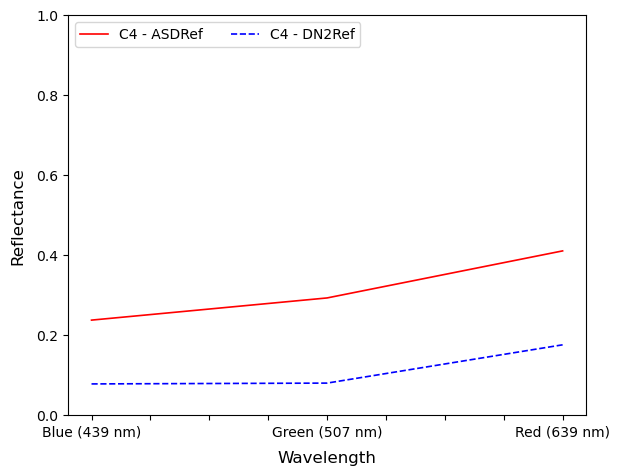 1.0
C4 - ASDRef C4 - DN2Ref
0.8
0.6
Reflectance
0.4
0.2
0.0
Blue (439 nm) Green (507 nm) Red (639 nm)
Wavelength